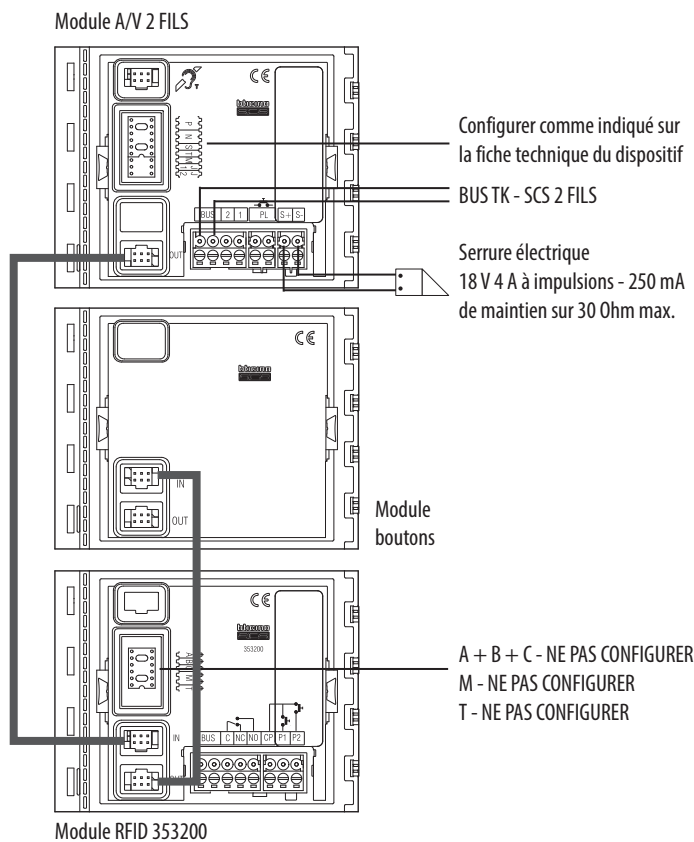 Module A/V 2 FILS
CE
T
bticino
P N S T M J1 J2
Configurer comme indiqué sur
la fiche technique du dispositif
BUS TK - SCS 2 FILS
BUS 2 1 PL S+ S-
OUT
Serrure électrique
18 V 4 A à impulsions - 250 mA
de maintien sur 30 Ohm max.
CE
bticino
IN
OUT
Module
boutons
CE
bticino
353200
A B C M T
A + B + C - NE PAS CONFIGURER
M - NE PAS CONFIGURER
T - NE PAS CONFIGURER
IN
BUS C NC NO CP P1 P2
OUT
Module RFID 353200